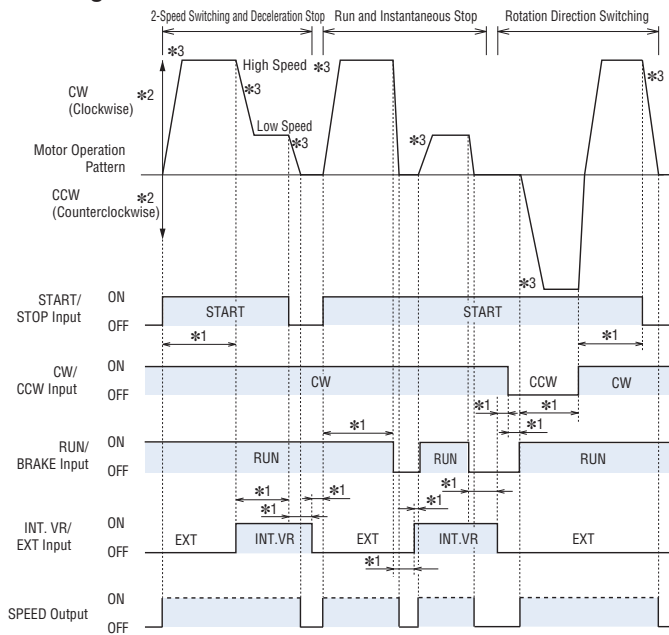 2-Speed Switching and Deceleration Stop
Run and Instantaneous Stop
Rotation Direction Switching
✻3
High Speed
✻3
✻3
CW
(Clockwise)
✻2
✻3
Low Speed
✻3
✻3
Motor Operation
Pattern
CCW
(Counterclockwise)
✻2
✻3
START/
STOP Input
ON
OFF
START
START
✻1
✻1
CW/
CCW Input
ON
OFF
CW
CCW
CW
✻1
✻1
✻1
RUN/
BRAKE Input
ON
OFF
RUN
RUN
RUN
✻1
✻1
✻1
✻1
✻1
INT. VR/
EXT Input
ON
OFF
EXT
INT.VR
EXT
INT.VR
EXT
✻1
SPEED Output
ON
OFF